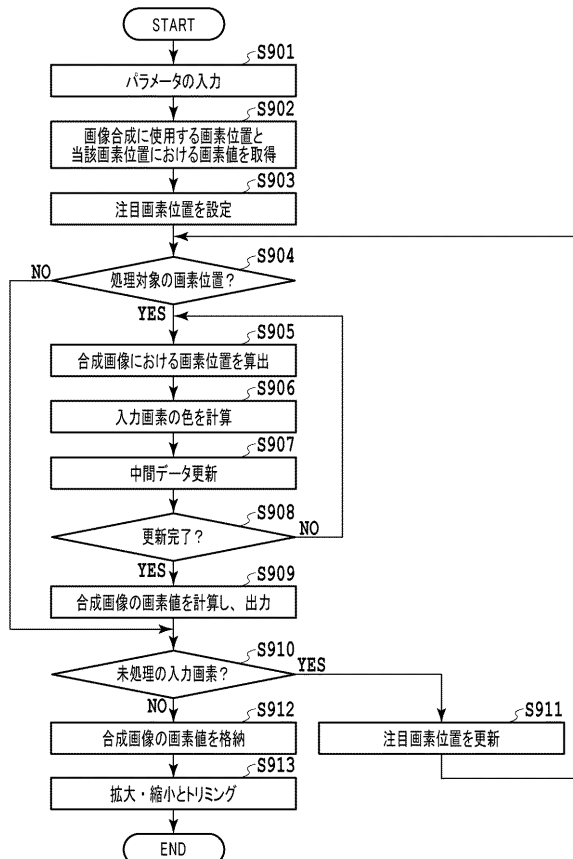 START
S901
パラメータの入力
S902
画像合成に使用する画素位置と
当該画素位置における画素値を取得
S903
注目画素位置を設定
S904
NO
処理対象の画素位置?
YES
S905
合成画像における画素位置を算出
S906
入力画素の色を計算
S907
中間データ更新
S908
更新完了?
NO
YES
S909
合成画像の画素値を計算し、出力
S910
未処理の入力画素?
YES
NO
S912
合成画像の画素値を格納
S911
注目画素位置を更新
S913
拡大・縮小とトリミング
END